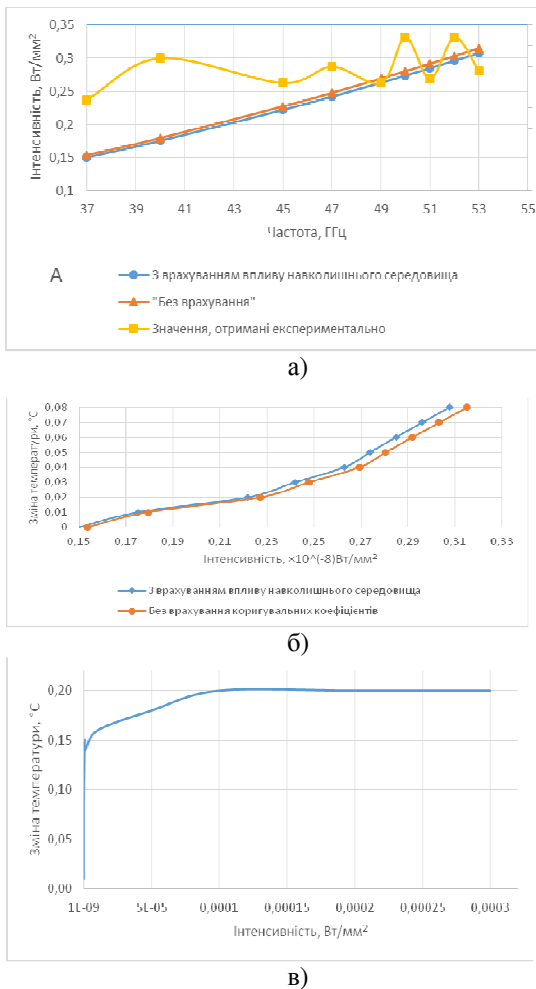 Інтенсивність, Вт/мм²
0,35
0,3
0,25
0,2
0,15
0,1
37 39 41 43 45 47 49 51 53 55
Частота, ГГц
А
З врахуванням впливу навколишнього середовища
"Без врахування"
Значення, отримані експериментально
а)
Зміна температури, °С
0,08
0,07
0,06
0,05
0,04
0,03
0,02
0,01
0
0,15 0,17 0,19 0,21 0,23 0,25 0,27 0,29 0,31 0,33
Інтенсивність, ×10^(-8)Вт/мм²
З врахуванням впливу навколишнього середовища
Без врахування коригувальних коефіцієнтів
б)
Зміна температури, °С
0,20
0,15
0,10
0,05
0,00
1E-09 5E-05 0,0001 0,00015 0,0002 0,00025 0,0003
Інтенсивність, Вт/мм²
в)